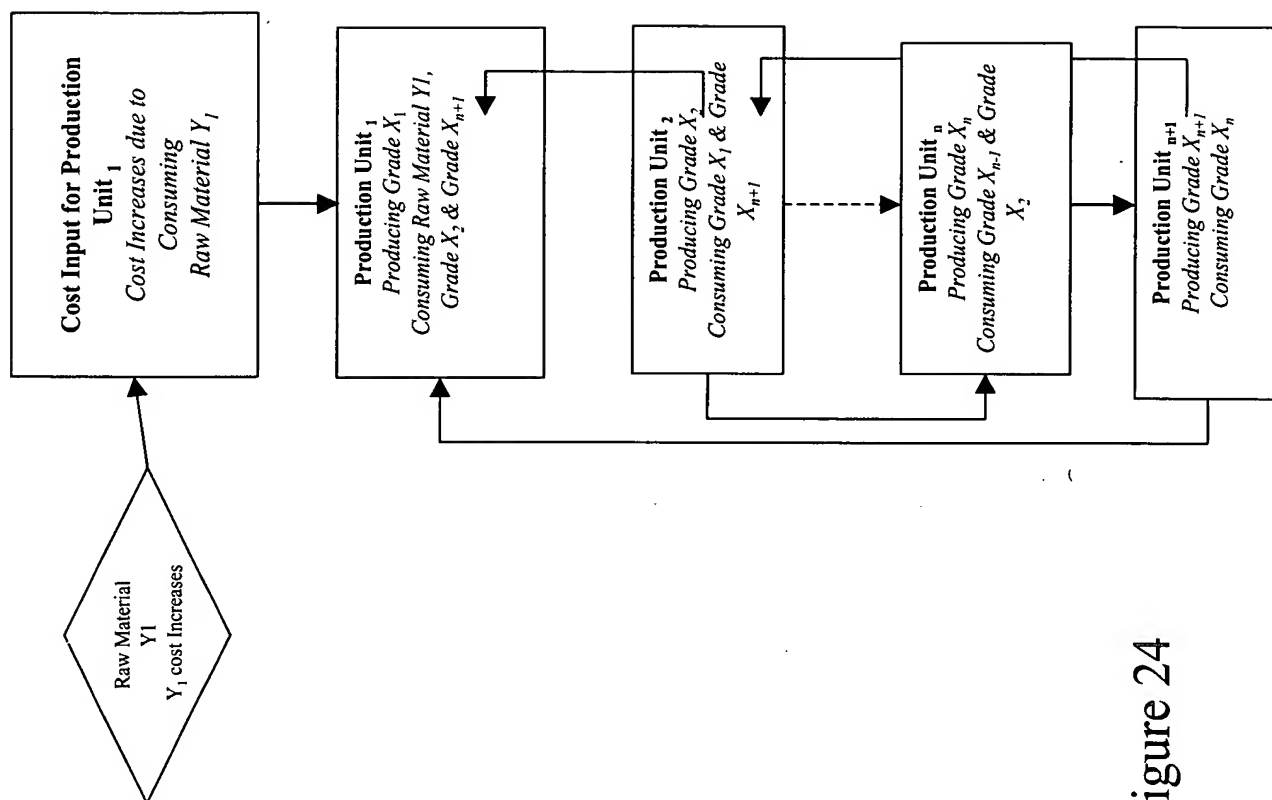 Raw Material
Y1
Y₁ cost Increases
Cost Input for Production
Unit ₁
Cost Increases due to
Consuming
Raw Material Y₁
Production Unit ₁
Producing Grade X₁
Consuming Raw Material Y1,
Grade X₂ & Grade Xₙ₊₁
Production Unit ₂
Producing Grade X₂
Consuming Grade X₁ & Grade
Xₙ₊₁
Production Unit ₙ
Producing Grade Xₙ
Consuming Grade Xₙ₋₁ & Grade
X₂
Production Unit ₙ₊₁
Producing Grade Xₙ₊₁
Consuming Grade Xₙ
igure 24